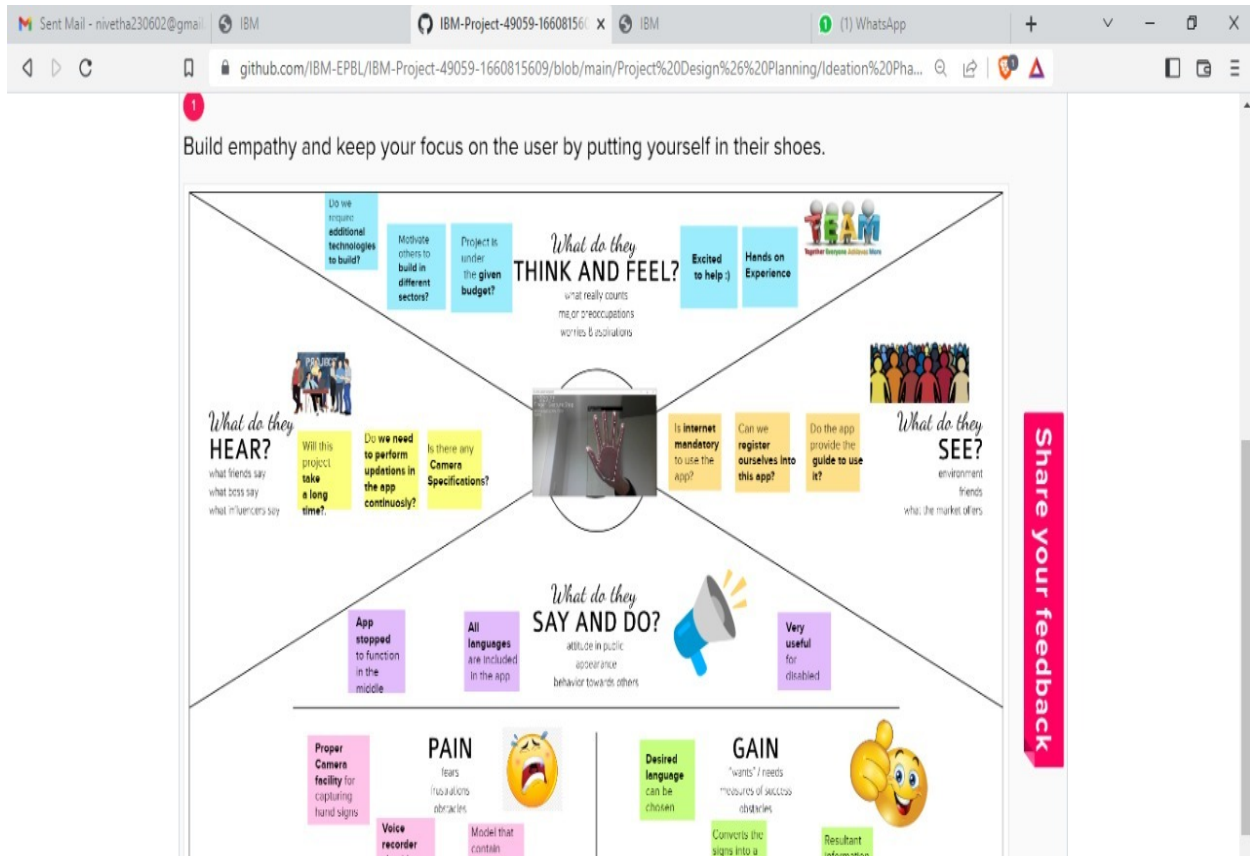 Sent Mail - nivetha230602@gmail.
IBM
IBM-Project-49059-16608156
IBM
(1) WhatsApp
github.com/IBM-EPBL/IBM-Project-49059-1660815609/blob/main/Project%20Design%26%20Planning/Ideation%20Pha...
1
Build empathy and keep your focus on the user by putting yourself in their shoes.
Do we
require
additional
technologies
to build?
Motivate
others to
build in
different
sectors?
Project is
under
the given
budget?
What do they
THINK AND FEEL?
what really counts
major preoccupations
worries & aspirations
Excited
to help :)
Hands on
Experience
TEAM
Together Everyone Achieves More
PROJECT
What do they
HEAR?
what friends say
what boss say
what influencers say
Will this
project
take
a long
time?.
Do we need
to perform
updations in
the app
continuosly?
Is there any
Camera
Specifications?
Is internet
mandatory
to use the
app?
Can we
register
ourselves into
this app?
Do the app
provide the
guide to use
it?
What do they
SEE?
environment
friends
what the market offers
Share your feedback
App
stopped
to function
in the
middle
All
languages
are included
in the app
What do they
SAY AND DO?
attitude in public
appearance
behavior towards others
Very
useful
for
disabled
Proper
Camera
facility for
capturing
hand signs
PAIN
fears
frustrations
obstacles
Voice
recorder
Model that
contain
Desired
language
can be
chosen
GAIN
"wants" / needs
measures of success
obstacles
Converts the
signs into a
Resultant
information